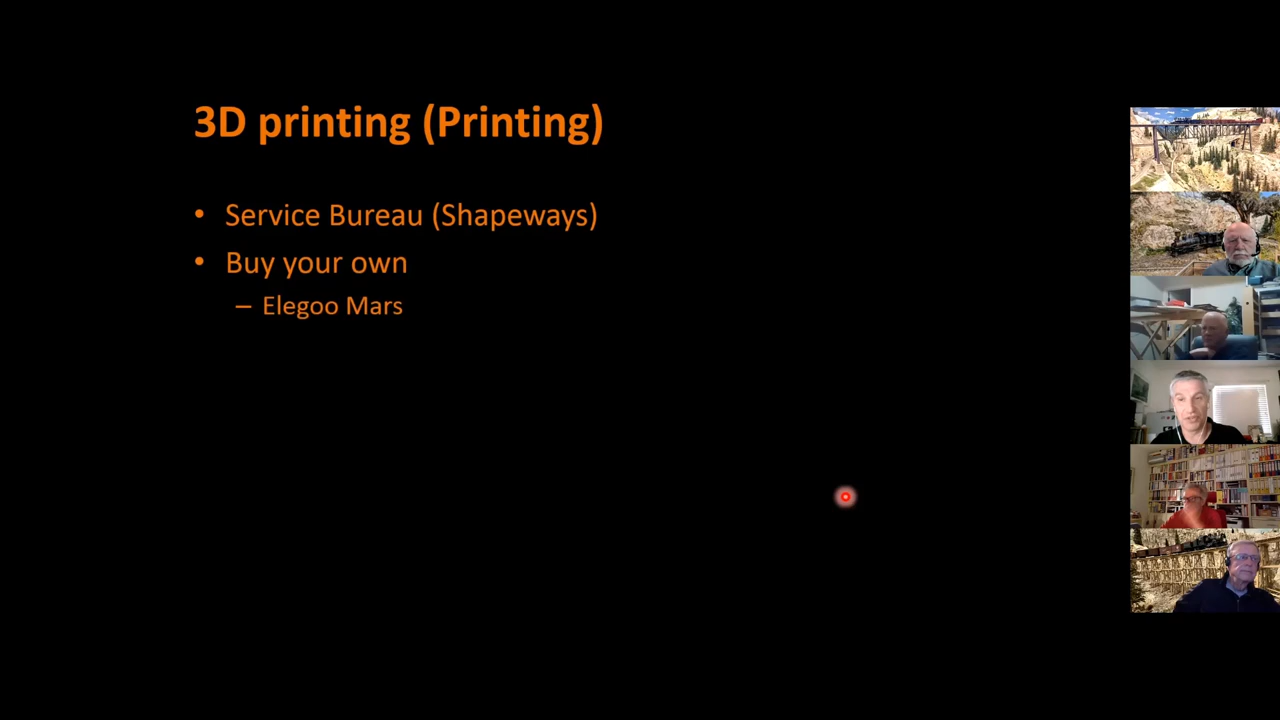 3D printing (Printing)
• Service Bureau (Shapeways)
• Buy your own
– Elegoo Mars